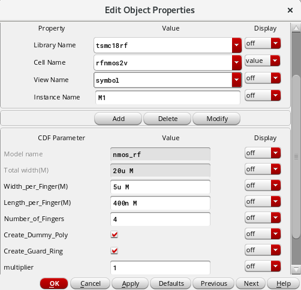 Edit Object Properties
Property Value Display
Library Name tsmc18rf off
Cell Name rfnmos2v value
View Name symbol off
Instance Name M1 off
Add Delete Modify
CDF Parameter Value Display
Model name nmos_rf off
Total width(M) 20u M off
Width_per_Finger(M) 5u M off
Length_per_Finger(M) 400n M off
Number_of_Fingers 4 off
Create_Dummy_Poly off
Create_Guard_Ring off
multiplier 1 off
OK Cancel Apply Defaults Previous Next Help